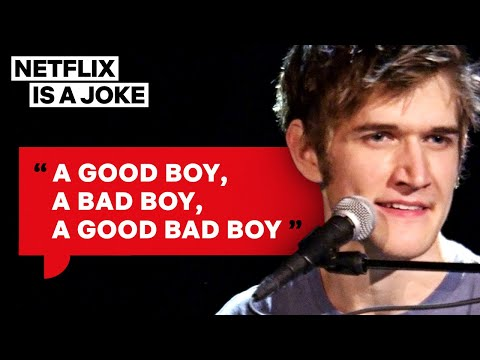 NETFLIX
IS A JOKE
“ A GOOD BOY,
A BAD BOY,
A GOOD BAD BOY ”